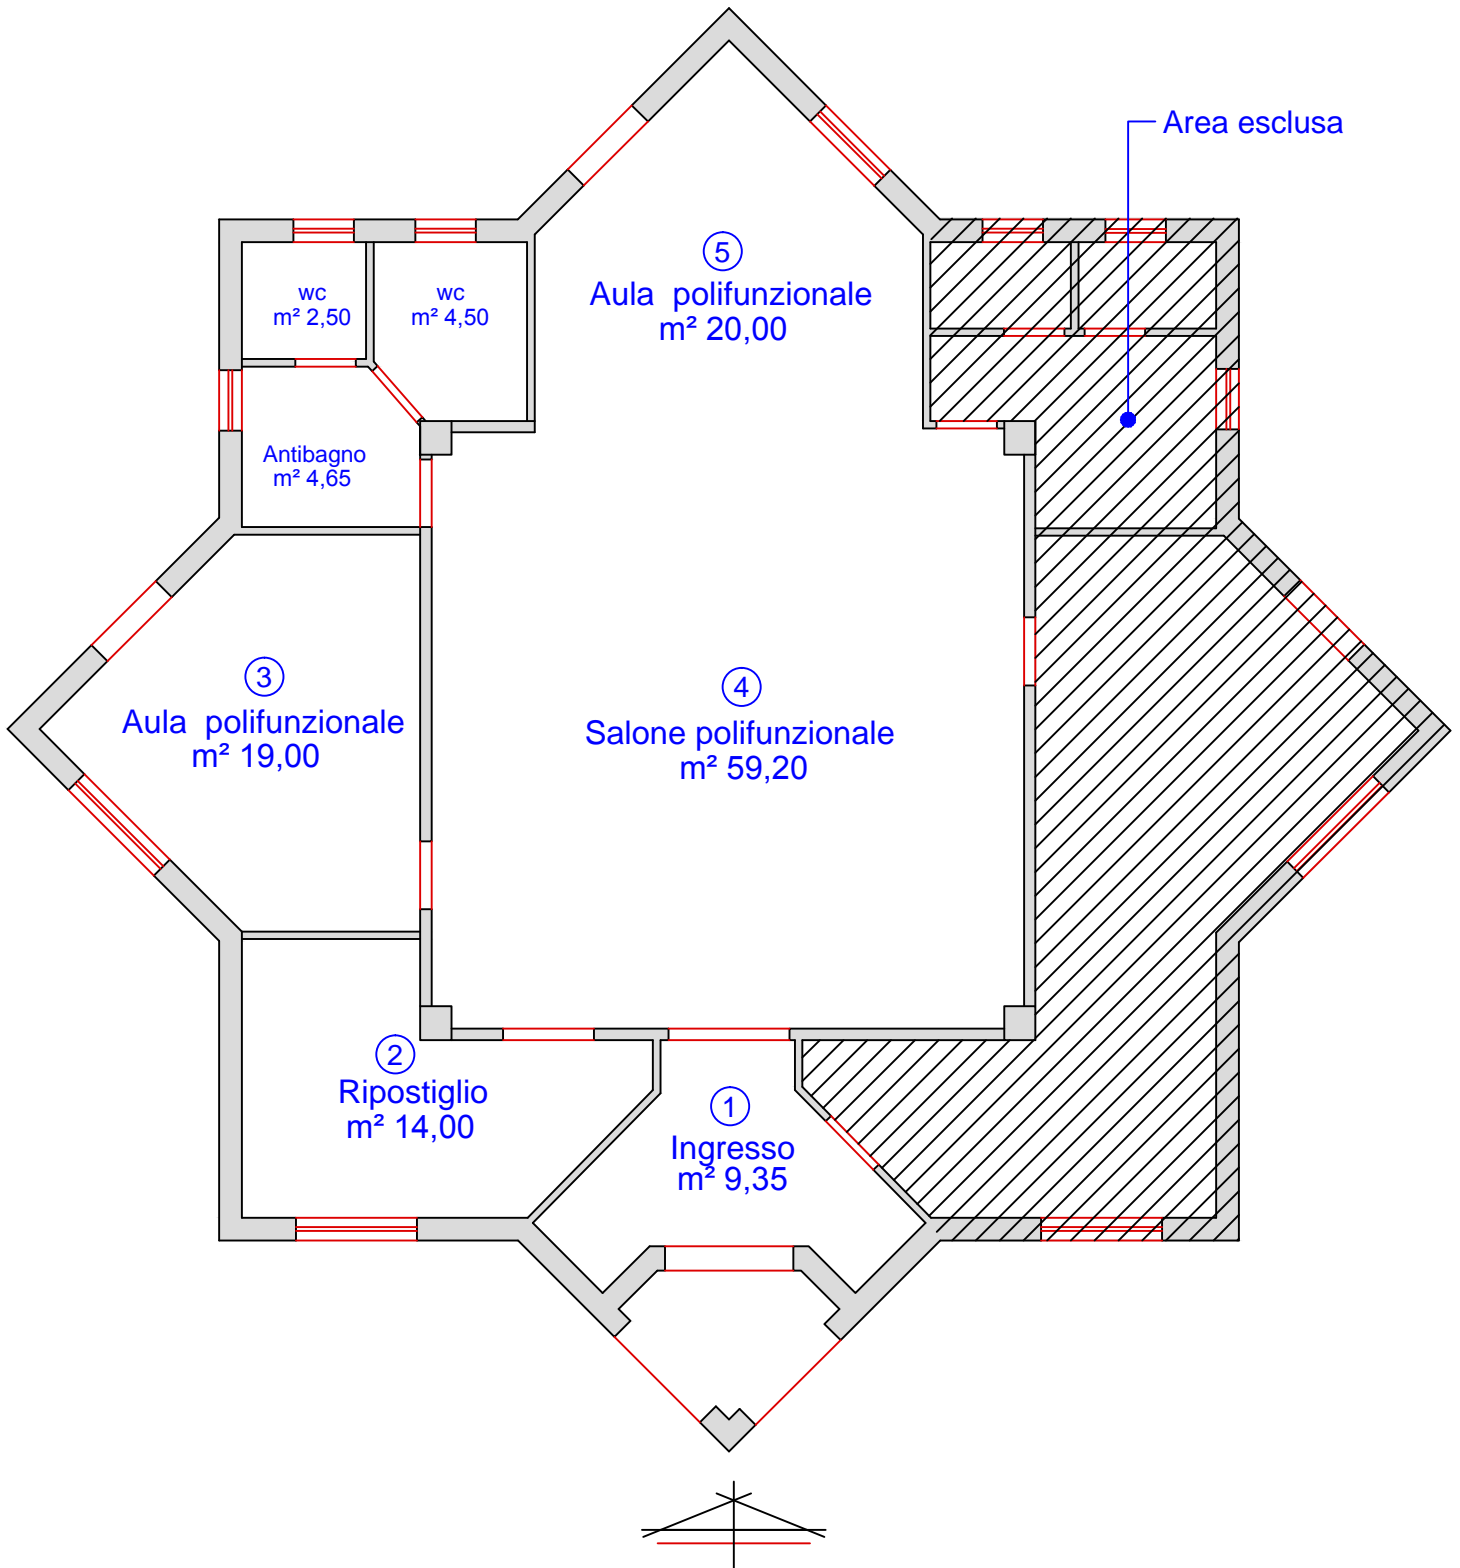 Area esclusa
5
Aula polifunzionale
m² 20,00
wc
m² 2,50
wc
m² 4,50
Antibagno
m² 4,65
3
Aula polifunzionale
m² 19,00
4
Salone polifunzionale
m² 59,20
2
Ripostiglio
m² 14,00
1
Ingresso
m² 9,35